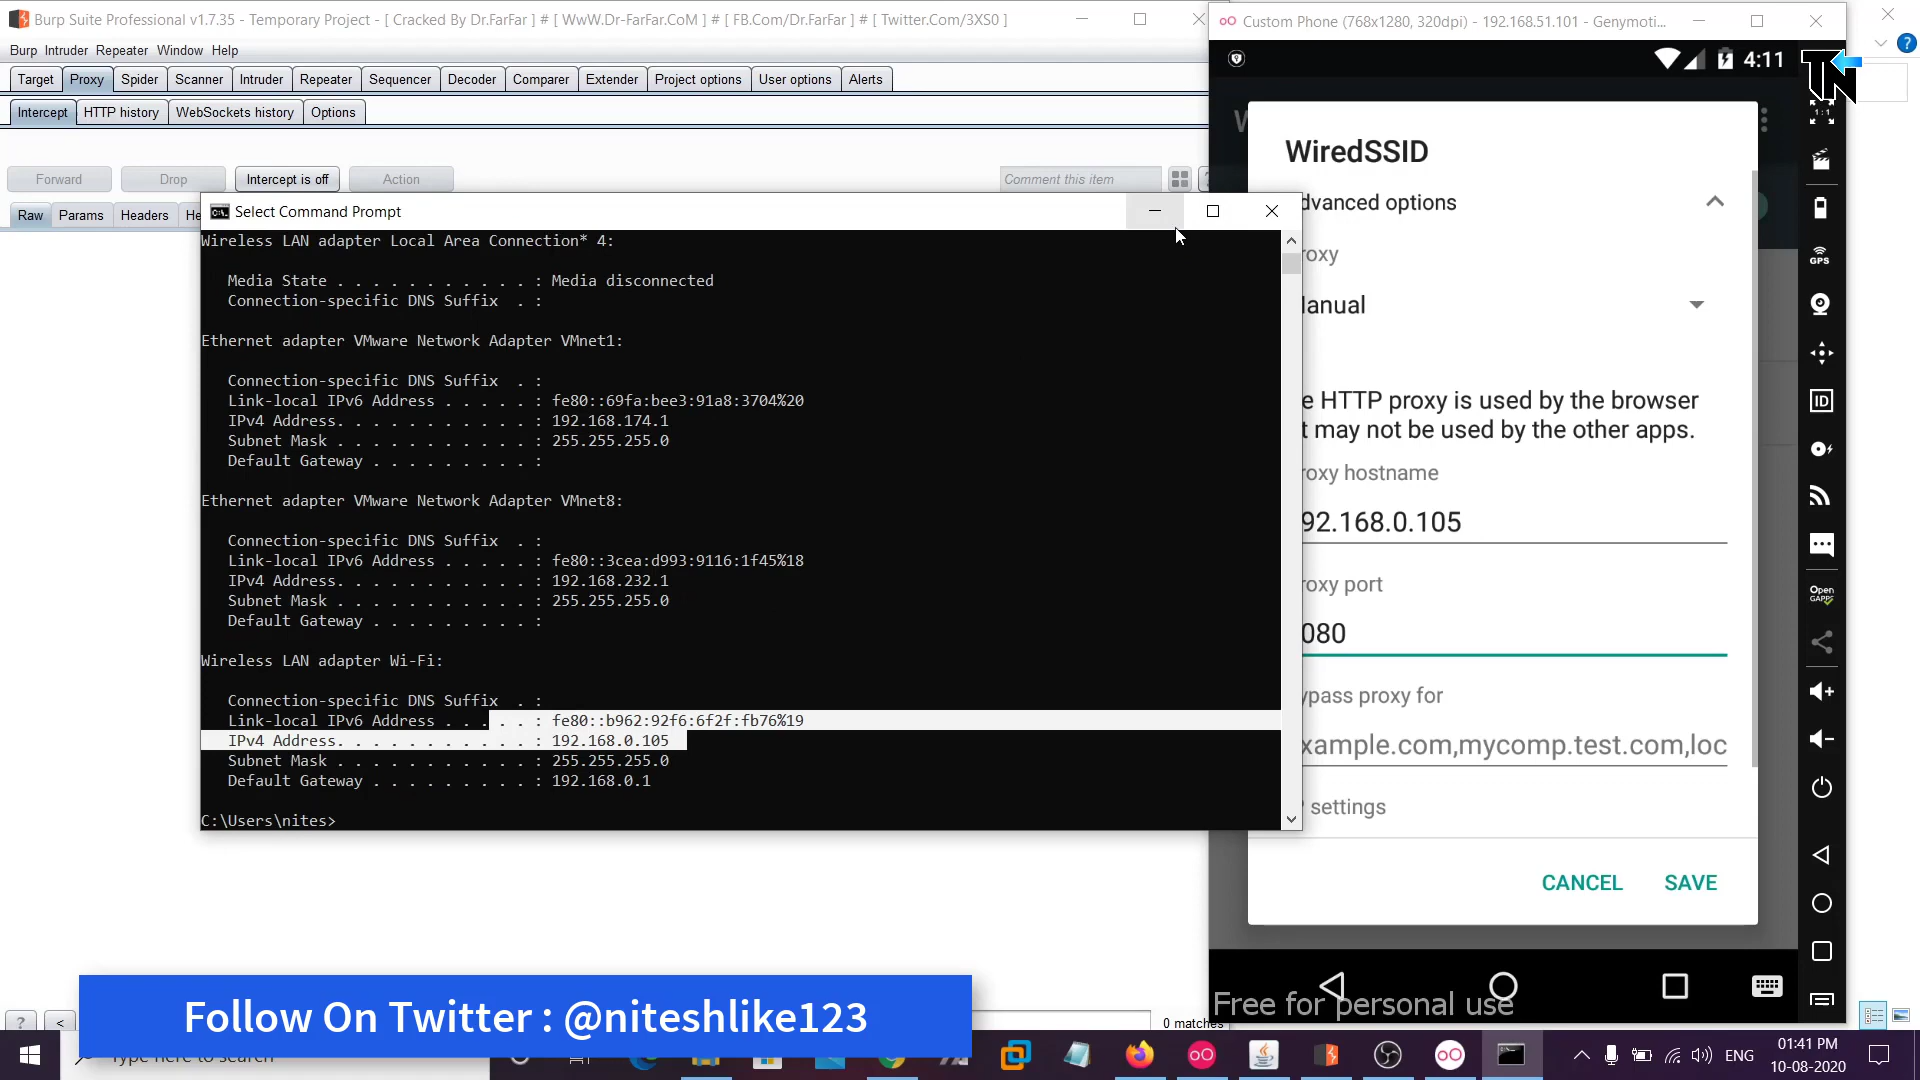 Burp Suite Professional v1.7.35 - Temporary Project - [ Cracked By Dr.FarFar ] # [ WwW.Dr-FarFar.CoM ] # [ FB.Com/Dr.FarFar ] # [ Twitter.Com/3XS0 ]
Burp Intruder Repeater Window Help
Target Proxy Spider Scanner Intruder Repeater Sequencer Decoder Comparer Extender Project options User options Alerts
Intercept HTTP history WebSockets history Options
Forward Drop Intercept is off Action Comment this item ?
Raw Params Headers He
Select Command Prompt
Wireless LAN adapter Local Area Connection* 4:
Media State . . . . . . . . . . . : Media disconnected
Connection-specific DNS Suffix . :
Ethernet adapter VMware Network Adapter VMnet1:
Connection-specific DNS Suffix . :
Link-local IPv6 Address . . . . . : fe80::69fa:bee3:91a8:3704%20
IPv4 Address. . . . . . . . . . . : 192.168.174.1
Subnet Mask . . . . . . . . . . . : 255.255.255.0
Default Gateway . . . . . . . . . :
Ethernet adapter VMware Network Adapter VMnet8:
Connection-specific DNS Suffix . :
Link-local IPv6 Address . . . . . : fe80::3cea:d993:9116:1f45%18
IPv4 Address. . . . . . . . . . . : 192.168.232.1
Subnet Mask . . . . . . . . . . . : 255.255.255.0
Default Gateway . . . . . . . . . :
Wireless LAN adapter Wi-Fi:
Connection-specific DNS Suffix . :
Link-local IPv6 Address . . . . . : fe80::b962:92f6:6f2f:fb76%19
IPv4 Address. . . . . . . . . . . : 192.168.0.105
Subnet Mask . . . . . . . . . . . : 255.255.255.0
Default Gateway . . . . . . . . . : 192.168.0.1
C:\Users\nites>
Custom Phone (768x1280, 320dpi) - 192.168.51.101 - Genymoti...
4:11
W
WiredSSID
dvanced options
roxy
anual
e HTTP proxy is used by the browser
t may not be used by the other apps.
roxy hostname
92.168.0.105
roxy port
080
ypass proxy for
xample.com,mycomp.test.com,loc
settings
CANCEL SAVE
Free for personal use
1:1
GPS
ID
Open
GAPPS
?
? <
0 matches
Follow On Twitter : @niteshlike123
Type here to search
ENG
01:41 PM
10-08-2020